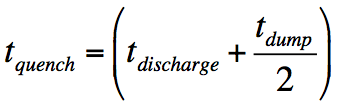 t_quench = (t_discharge + t_dump / 2)